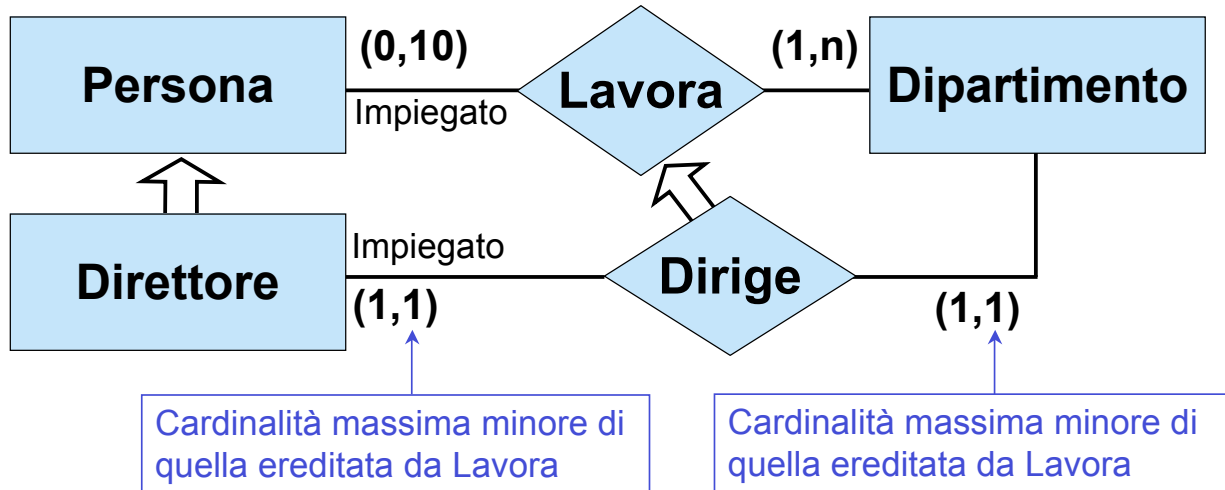 (0,10)
(1,n)
Persona
Lavora
Dipartimento
Impiegato
Impiegato
Direttore
Dirige
(1,1)
(1,1)
Cardinalità massima minore di
quella ereditata da Lavora
Cardinalità massima minore di
quella ereditata da Lavora